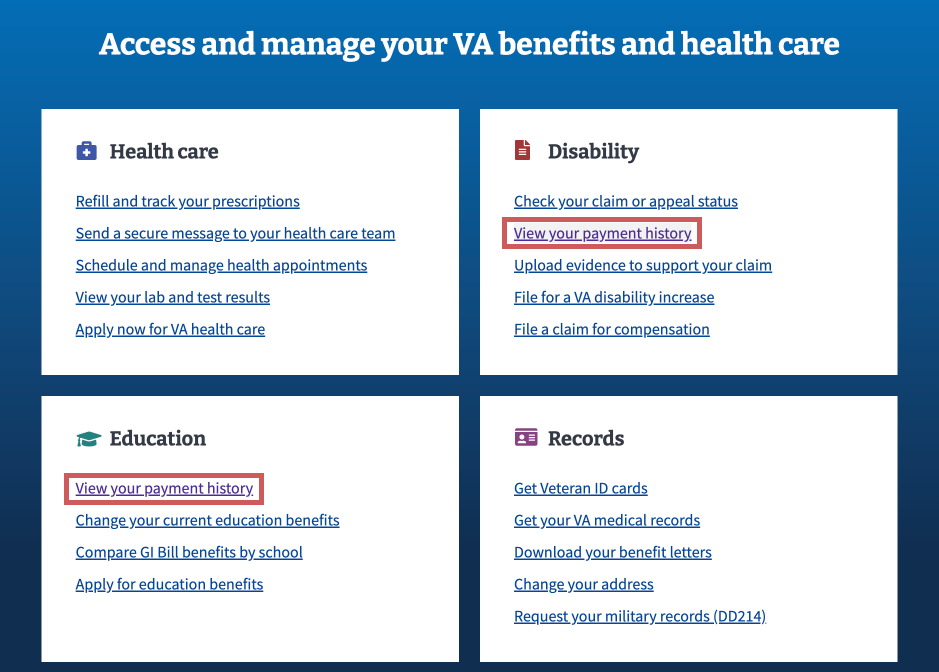 Access and manage your VA benefits and health care
Health care
Refill and track your prescriptions
Send a secure message to your health care team
Schedule and manage health appointments
View your lab and test results
Apply now for VA health care
Disability
Check your claim or appeal status
View your payment history
Upload evidence to support your claim
File for a VA disability increase
File a claim for compensation
Education
View your payment history
Change your current education benefits
Compare GI Bill benefits by school
Apply for education benefits
Records
Get Veteran ID cards
Get your VA medical records
Download your benefit letters
Change your address
Request your military records (DD214)